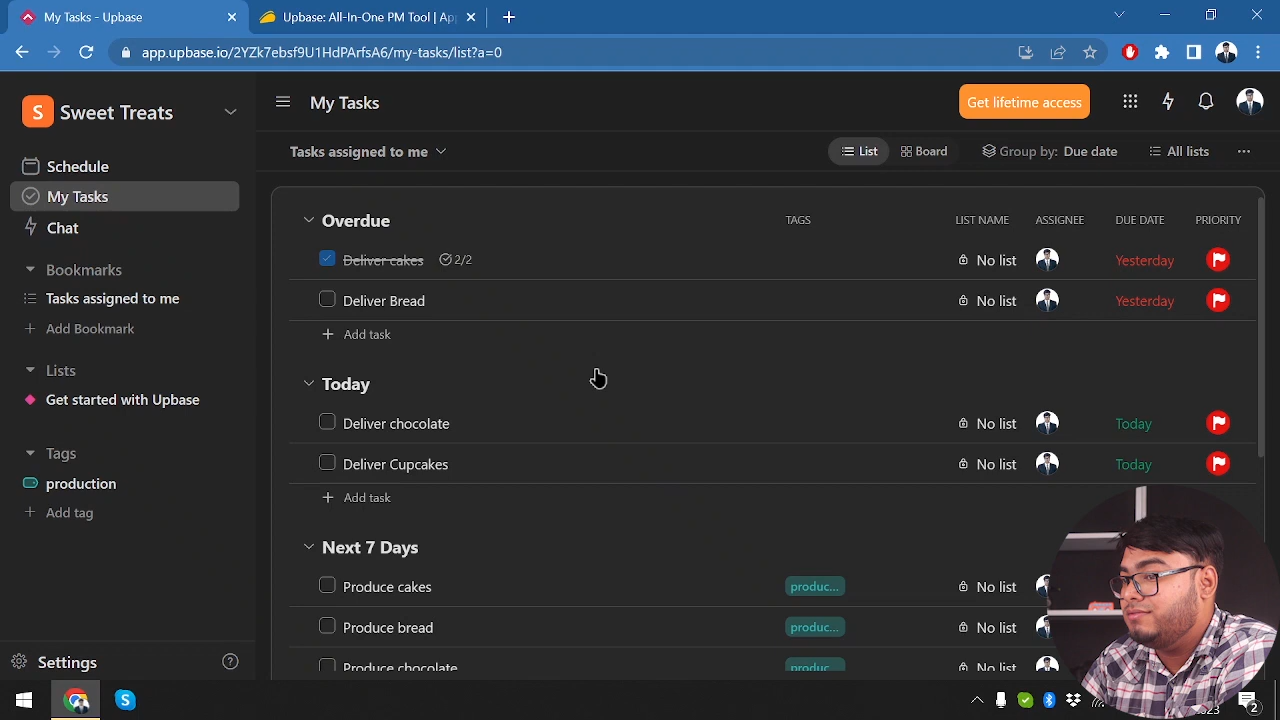 My Tasks - Upbase
Upbase: All-In-One PM Tool | Ap
app.upbase.io/2YZk7ebsf9U1HdPArfsA6/my-tasks/list?a=0
S Sweet Treats
My Tasks
Get lifetime access
Schedule
My Tasks
Chat
Bookmarks
Tasks assigned to me
Add Bookmark
Lists
Get started with Upbase
Tags
production
Add tag
Settings
Tasks assigned to me
List
Board
Group by: Due date
All lists
Overdue TAGS LIST NAME ASSIGNEE DUE DATE PRIORITY
Deliver cakes 2/2 No list Yesterday
Deliver Bread No list Yesterday
Add task
Today
Deliver chocolate No list Today
Deliver Cupcakes No list Today
Add task
Next 7 Days
Produce cakes produc... No list
Produce bread produc... No list
Produce chocolate produc... No list
2